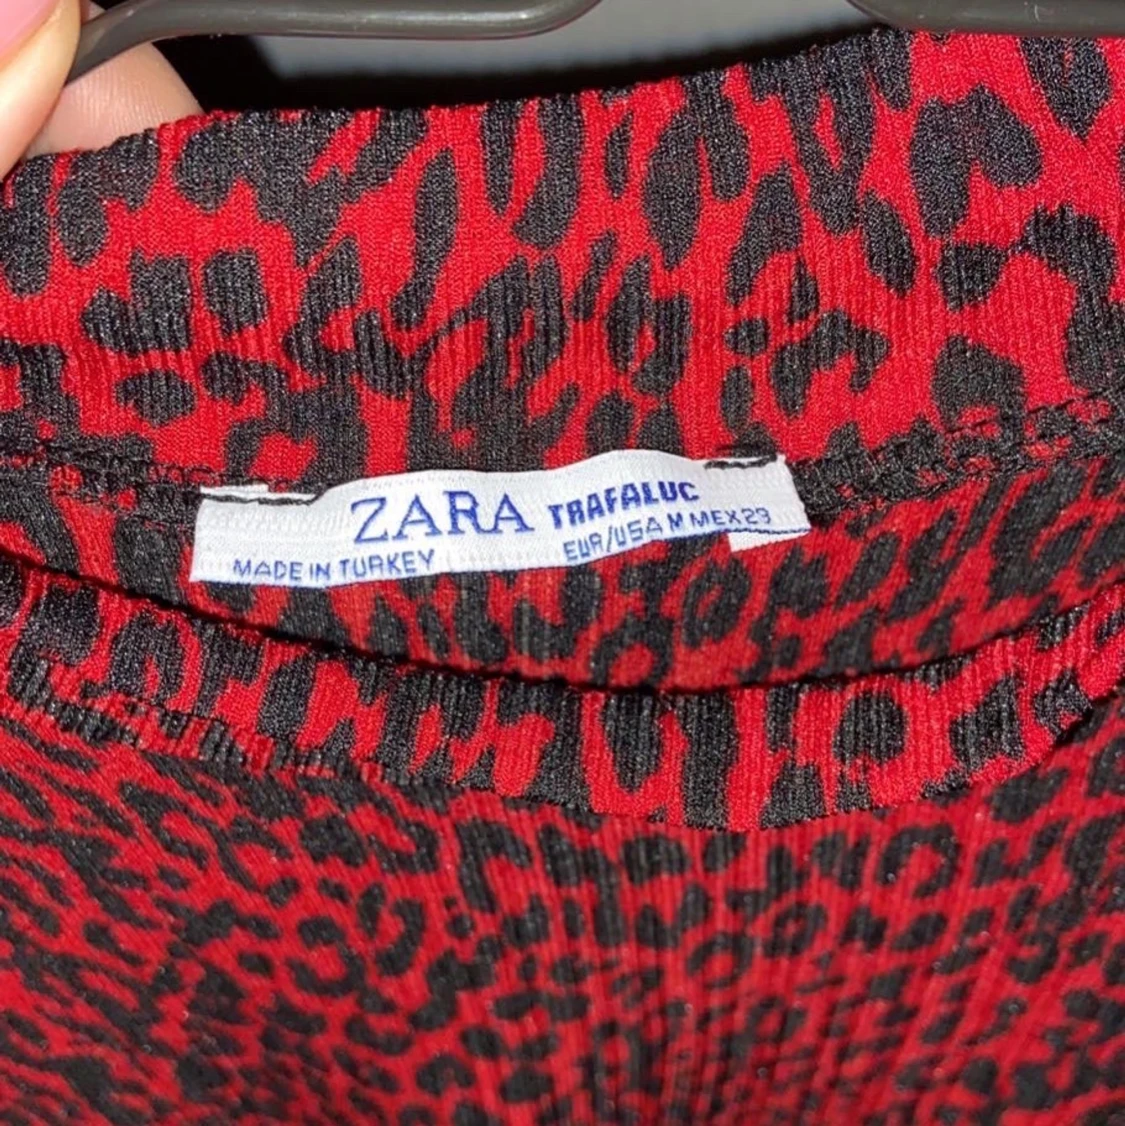 ZARA TRAFALUC
MADE IN TURKEY EUR/USA M MEX 29